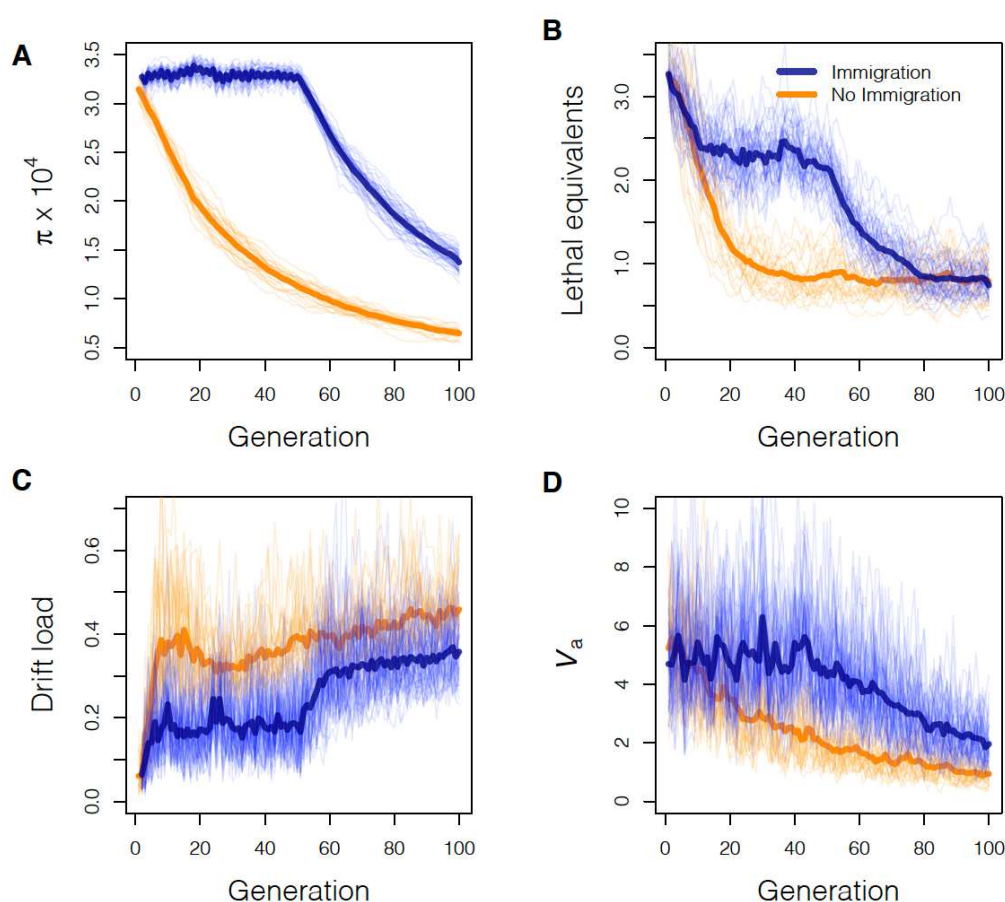 A
π x 10⁴
3.5
3.0
2.5
2.0
1.5
1.0
0.5
0 20 40 60 80 100
Generation
B
Lethal equivalents
3.0
2.0
1.0
0.0
Immigration
No Immigration
0 20 40 60 80 100
Generation
C
Drift load
0.6
0.4
0.2
0.0
0 20 40 60 80 100
Generation
D
Va
10
8
6
4
2
0
0 20 40 60 80 100
Generation